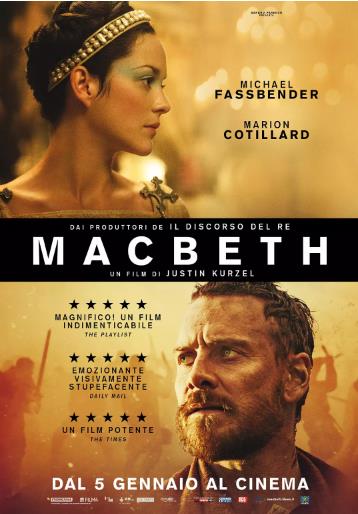 MICHAEL
FASSBENDER
MARION
COTILLARD
DAI PRODUTTORI DE IL DISCORSO DEL RE
MACBETH
UN FILM DI JUSTIN KURZEL
★★★★★
MAGNIFICO! UN FILM
INDIMENTICABILE
THE PLAYLIST
★★★★★
EMOZIONANTE
VISIVAMENTE
STUPEFACENTE
DAILY MAIL
★★★★★
UN FILM POTENTE
THE TIMES
DAL 5 GENNAIO AL CINEMA